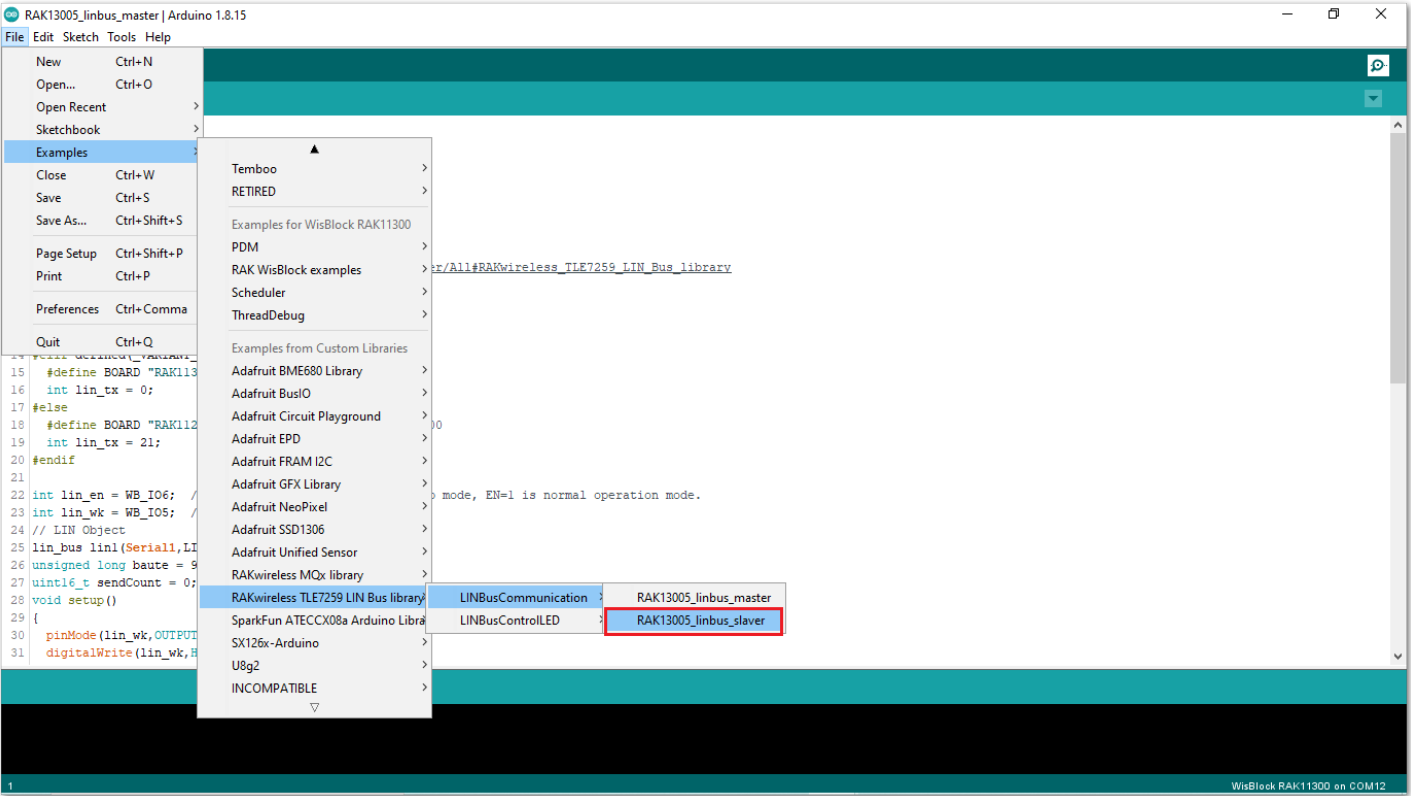 RAK13005_linbus_master | Arduino 1.8.15
File Edit Sketch Tools Help
New Ctrl+N
Open... Ctrl+O
Open Recent
Sketchbook
Examples
Close Ctrl+W
Save Ctrl+S
Save As... Ctrl+Shift+S
Page Setup Ctrl+Shift+P
Print Ctrl+P
Preferences Ctrl+Comma
Quit Ctrl+Q
Temboo
RETIRED
Examples for WisBlock RAK11300
PDM
RAK WisBlock examples
Scheduler
ThreadDebug
Examples from Custom Libraries
Adafruit BME680 Library
Adafruit BusIO
Adafruit Circuit Playground
Adafruit EPD
Adafruit FRAM I2C
Adafruit GFX Library
Adafruit NeoPixel
Adafruit SSD1306
Adafruit Unified Sensor
RAKwireless MQx library
RAKwireless TLE7259 LIN Bus library
SparkFun ATECCX08a Arduino Libra
SX126x-Arduino
U8g2
INCOMPATIBLE
LINBusCommunication
LINBusControlLED
RAK13005_linbus_master
RAK13005_linbus_slaver
er/All#RAKwireless_TLE7259_LIN_Bus_library
14 #elif defined(_VARIANT_
15 #define BOARD "RAK113
16 int lin_tx = 0;
17 #else
18 #define BOARD "RAK112 00
19 int lin_tx = 21;
20 #endif
21
22 int lin_en = WB_IO6; / mode, EN=1 is normal operation mode.
23 int lin_wk = WB_IO5; /
24 // LIN Object
25 lin_bus lin1(Serial1,LI
26 unsigned long baute = 9
27 uint16_t sendCount = 0;
28 void setup()
29 {
30 pinMode(lin_wk,OUTPUT
31 digitalWrite(lin_wk,H
1 WisBlock RAK11300 on COM12